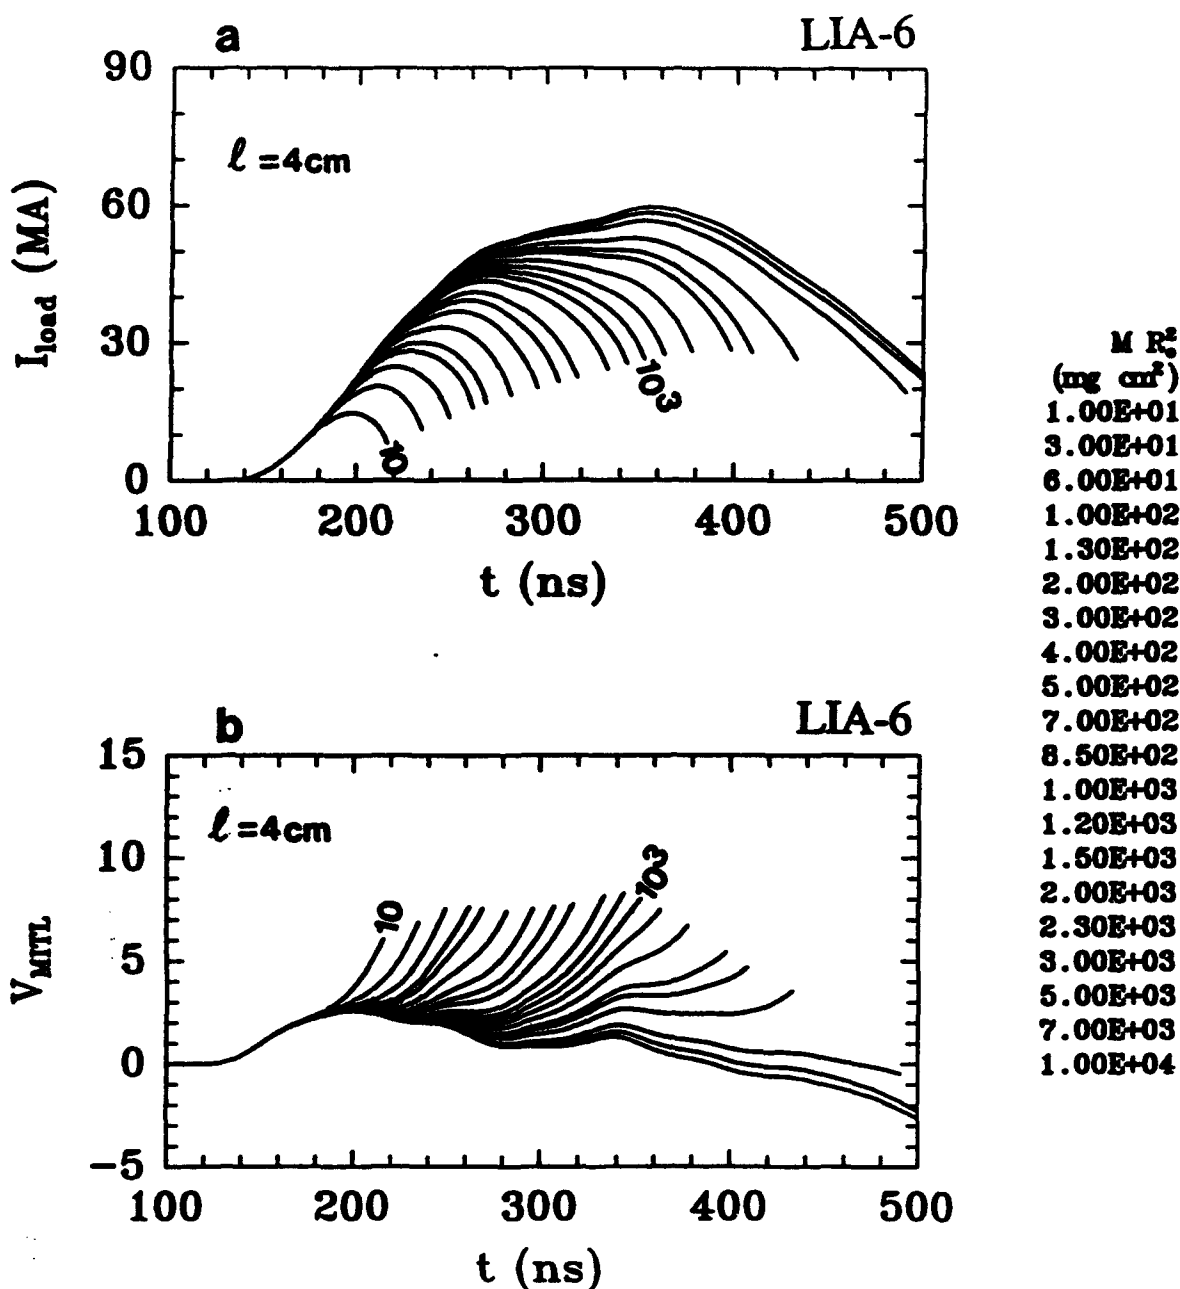 a LIA-6
90
ℓ =4cm
60
I_load (MA)
30
10³
10
0
100 200 300 400 500
t (ns)
M R₀²
(mg cm²)
1.00E+01
3.00E+01
6.00E+01
1.00E+02
1.30E+02
2.00E+02
3.00E+02
4.00E+02
5.00E+02
7.00E+02
8.50E+02
1.00E+03
1.20E+03
1.50E+03
2.00E+03
2.30E+03
3.00E+03
5.00E+03
7.00E+03
1.00E+04
b LIA-6
15
ℓ =4cm
10
10³
10
V_MITL
5
0
−5
100 200 300 400 500
t (ns)